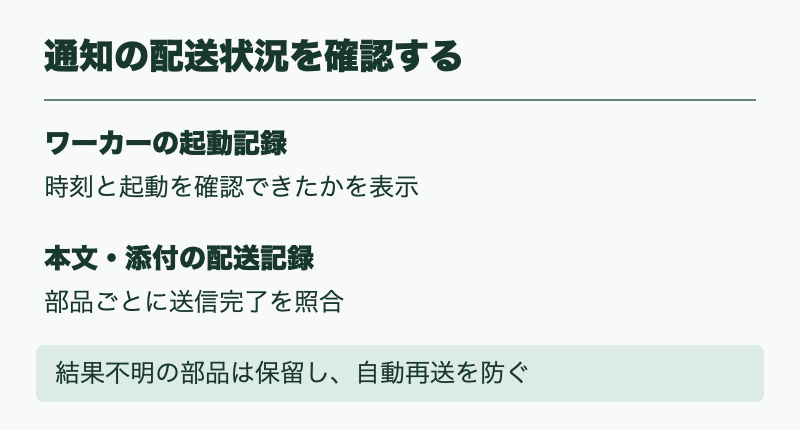 通知の配送状況を確認する
ワーカーの起動記録
時刻と起動を確認できたかを表示
本文・添付の配送記録
部品ごとに送信完了を照合
結果不明の部品は保留し、自動再送を防ぐ